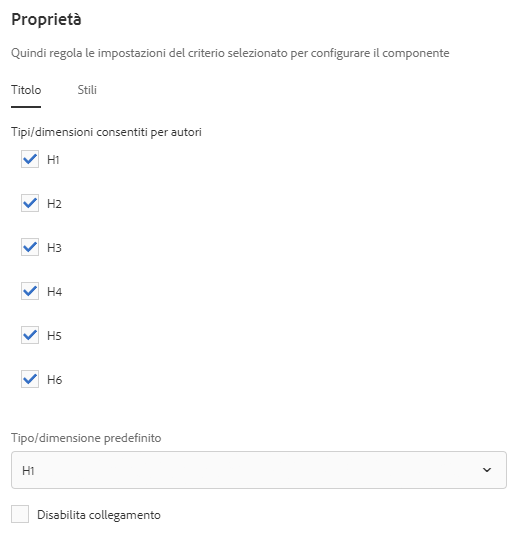 Proprietà
Quindi regola le impostazioni del criterio selezionato per configurare il componente
Titolo Stili
Tipi/dimensioni consentiti per autori
H1
H2
H3
H4
H5
H6
Tipo/dimensione predefinito
H1
Disabilita collegamento